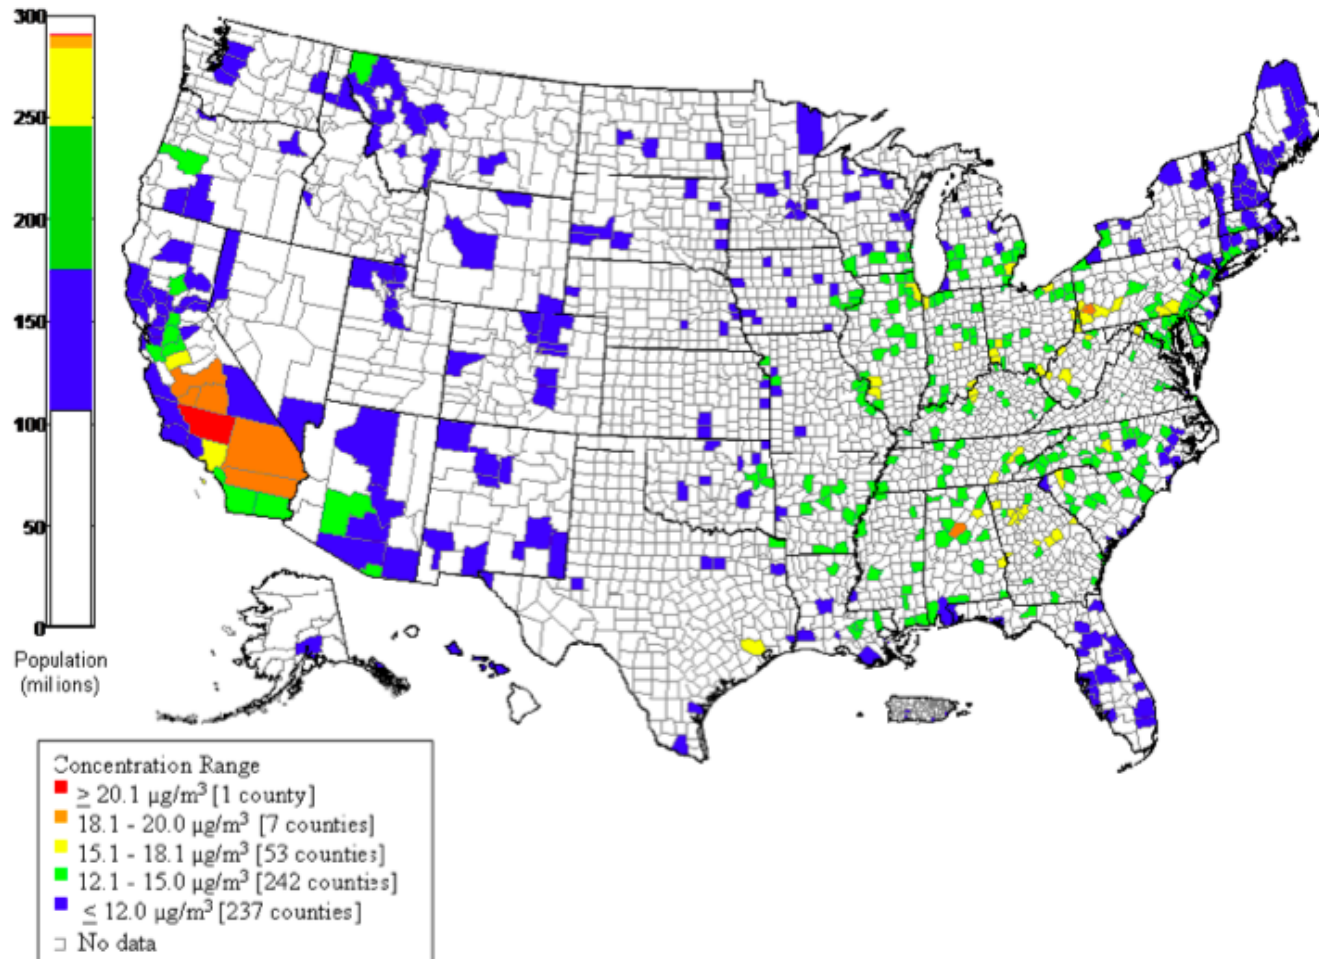 300
250
200
150
100
50
0
Population
(millions)
Concentration Range
≥ 20.1 µg/m³ [1 county]
18.1 - 20.0 µg/m³ [7 counties]
15.1 - 18.1 µg/m³ [53 counties]
12.1 - 15.0 µg/m³ [242 counties]
≤ 12.0 µg/m³ [237 counties]
No data